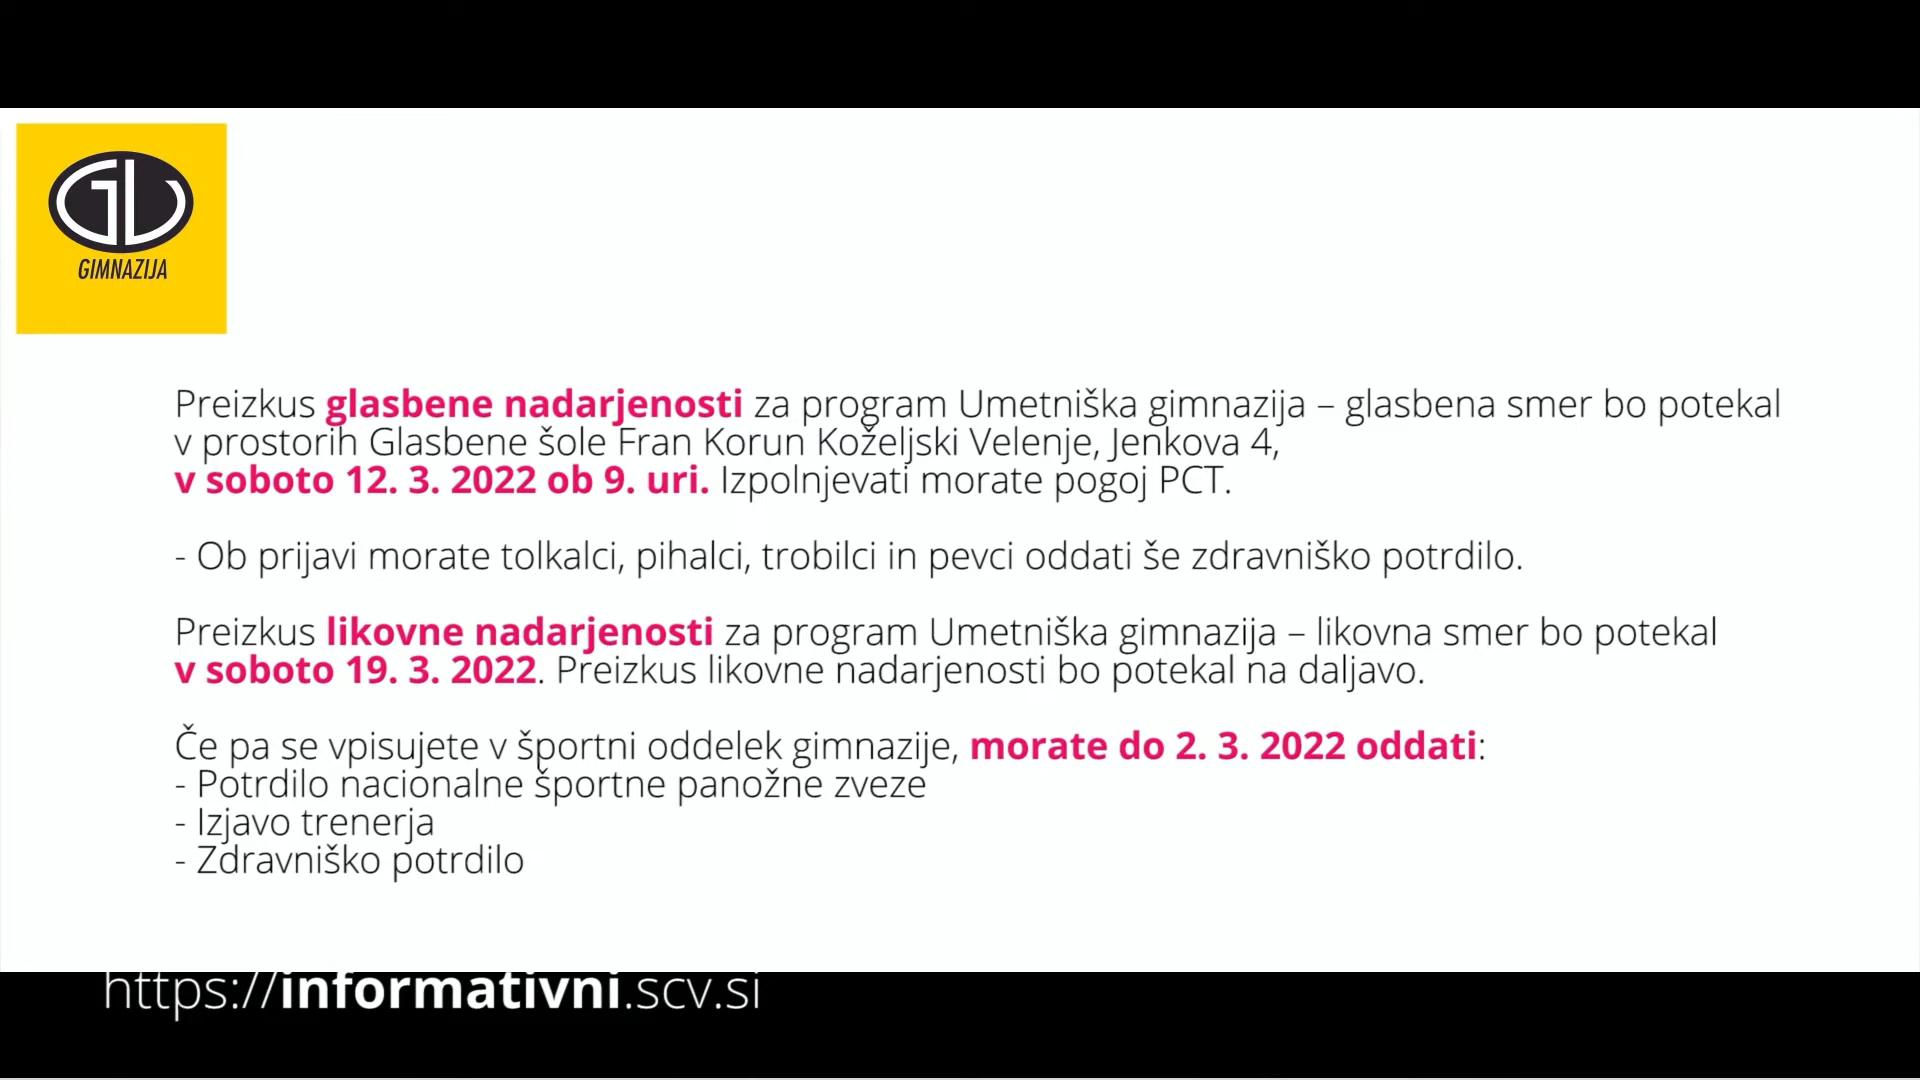 GIMNAZIJA
Preizkus glasbene nadarjenosti za program Umetniška gimnazija – glasbena smer bo potekal
v prostorih Glasbene šole Fran Korun Koželjski Velenje, Jenkova 4,
v soboto 12. 3. 2022 ob 9. uri. Izpolnjevati morate pogoj PCT.
- Ob prijavi morate tolkalci, pihalci, trobilci in pevci oddati še zdravniško potrdilo.
Preizkus likovne nadarjenosti za program Umetniška gimnazija – likovna smer bo potekal
v soboto 19. 3. 2022. Preizkus likovne nadarjenosti bo potekal na daljavo.
Če pa se vpisujete v športni oddelek gimnazije, morate do 2. 3. 2022 oddati:
- Potrdilo nacionalne športne panožne zveze
- Izjavo trenerja
- Zdravniško potrdilo
https://informativni.scv.si